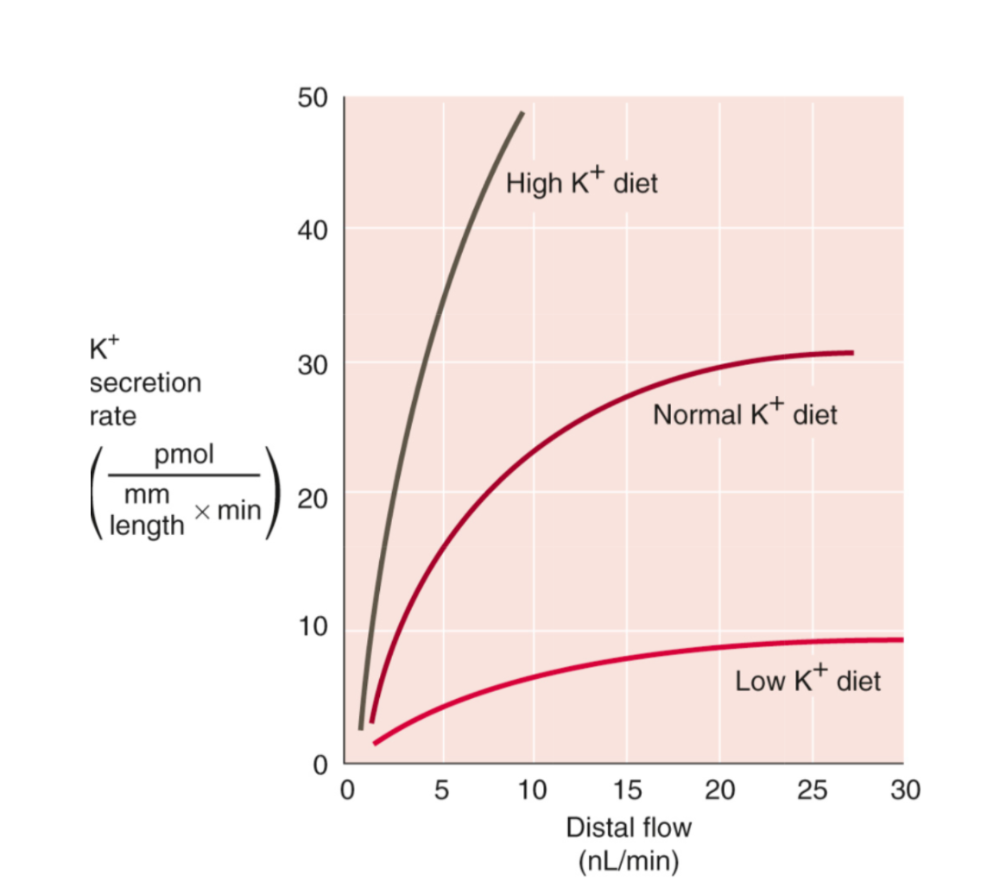 50
High K⁺ diet
40
30
Normal K⁺ diet
K⁺
secretion
rate
(pmol
mm
length × min)
20
10
Low K⁺ diet
0
0 5 10 15 20 25 30
Distal flow
(nL/min)